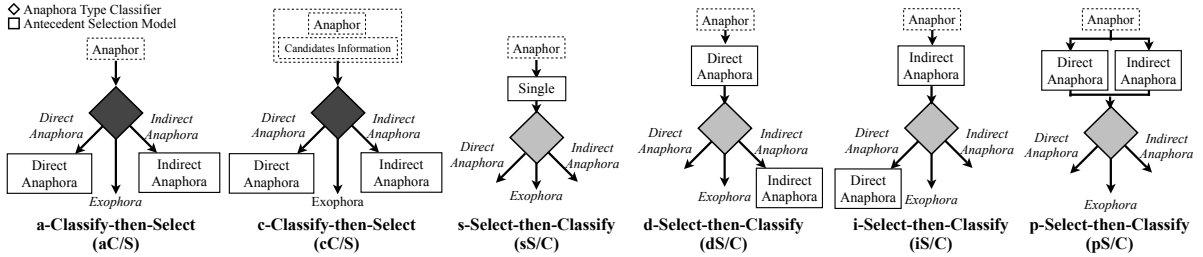 Anaphora Type Classifier
Antecedent Selection Model
Anaphor
Direct
Anaphora
Indirect
Anaphora
Direct
Anaphora
Indirect
Anaphora
Exophora
a-Classify-then-Select
(aC/S)
Anaphor
Candidates Information
Direct
Anaphora
Indirect
Anaphora
Direct
Anaphora
Indirect
Anaphora
Exophora
c-Classify-then-Select
(cC/S)
Anaphor
Single
Direct
Anaphora
Indirect
Anaphora
Exophora
s-Select-then-Classify
(sS/C)
Anaphor
Direct
Anaphora
Direct
Anaphora
Indirect
Anaphora
Exophora
Indirect
Anaphora
d-Select-then-Classify
(dS/C)
Anaphor
Indirect
Anaphora
Direct
Anaphora
Indirect
Anaphora
Direct
Anaphora
Exophora
i-Select-then-Classify
(iS/C)
Anaphor
Direct
Anaphora
Indirect
Anaphora
Direct
Anaphora
Indirect
Anaphora
Exophora
p-Select-then-Classify
(pS/C)